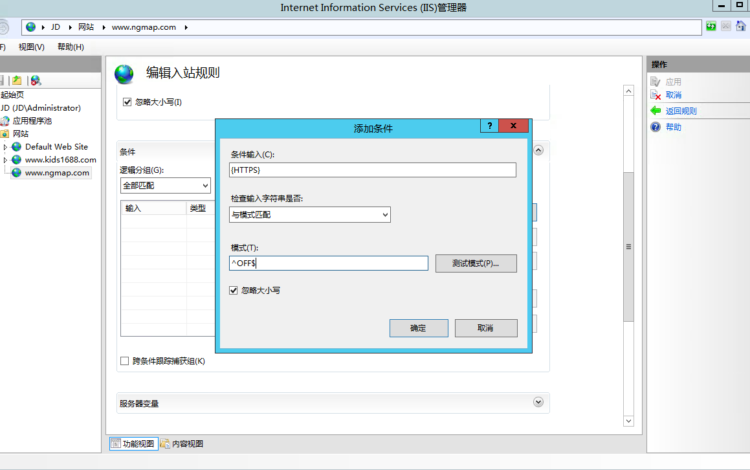 Internet Information Services (IIS)管理器
JD 网站 www.ngmap.com
F) 视图(V) 帮助(H)
起始页
JD (JD\Administrator)
应用程序池
网站
Default Web Site
www.kids1688.com
www.ngmap.com
编辑入站规则
忽略大小写(I)
条件
逻辑分组(G):
全部匹配
输入 类型
跨条件跟踪捕获组(K)
服务器变量
添加条件
?
条件输入(C):
{HTTPS}
检查输入字符串是否:
与模式匹配
模式(T):
^OFF$
测试模式(P)...
忽略大小写
确定 取消
功能视图 内容视图
操作
应用
取消
返回规则
帮助